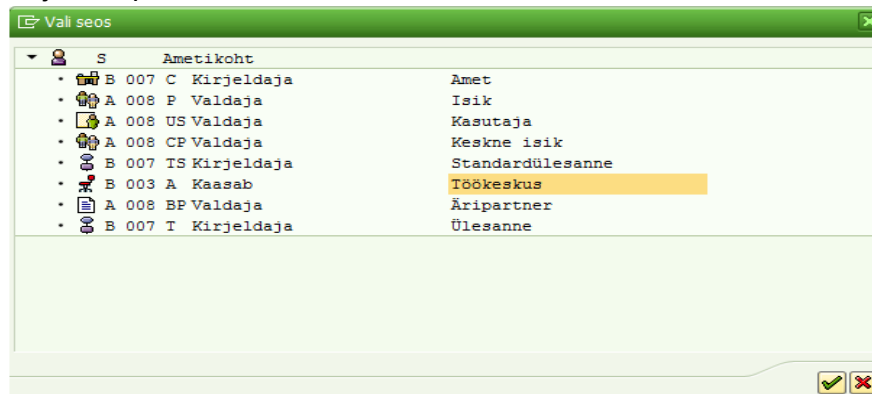 Vali seos
S Ametikoht
B 007 C Kirjeldaja Amet
A 008 P Valdaja Isik
A 008 US Valdaja Kasutaja
A 008 CP Valdaja Keskne isik
B 007 TS Kirjeldaja Standardülesanne
B 003 A Kaasab Töökeskus
A 008 BP Valdaja Äripartner
B 007 T Kirjeldaja Ülesanne